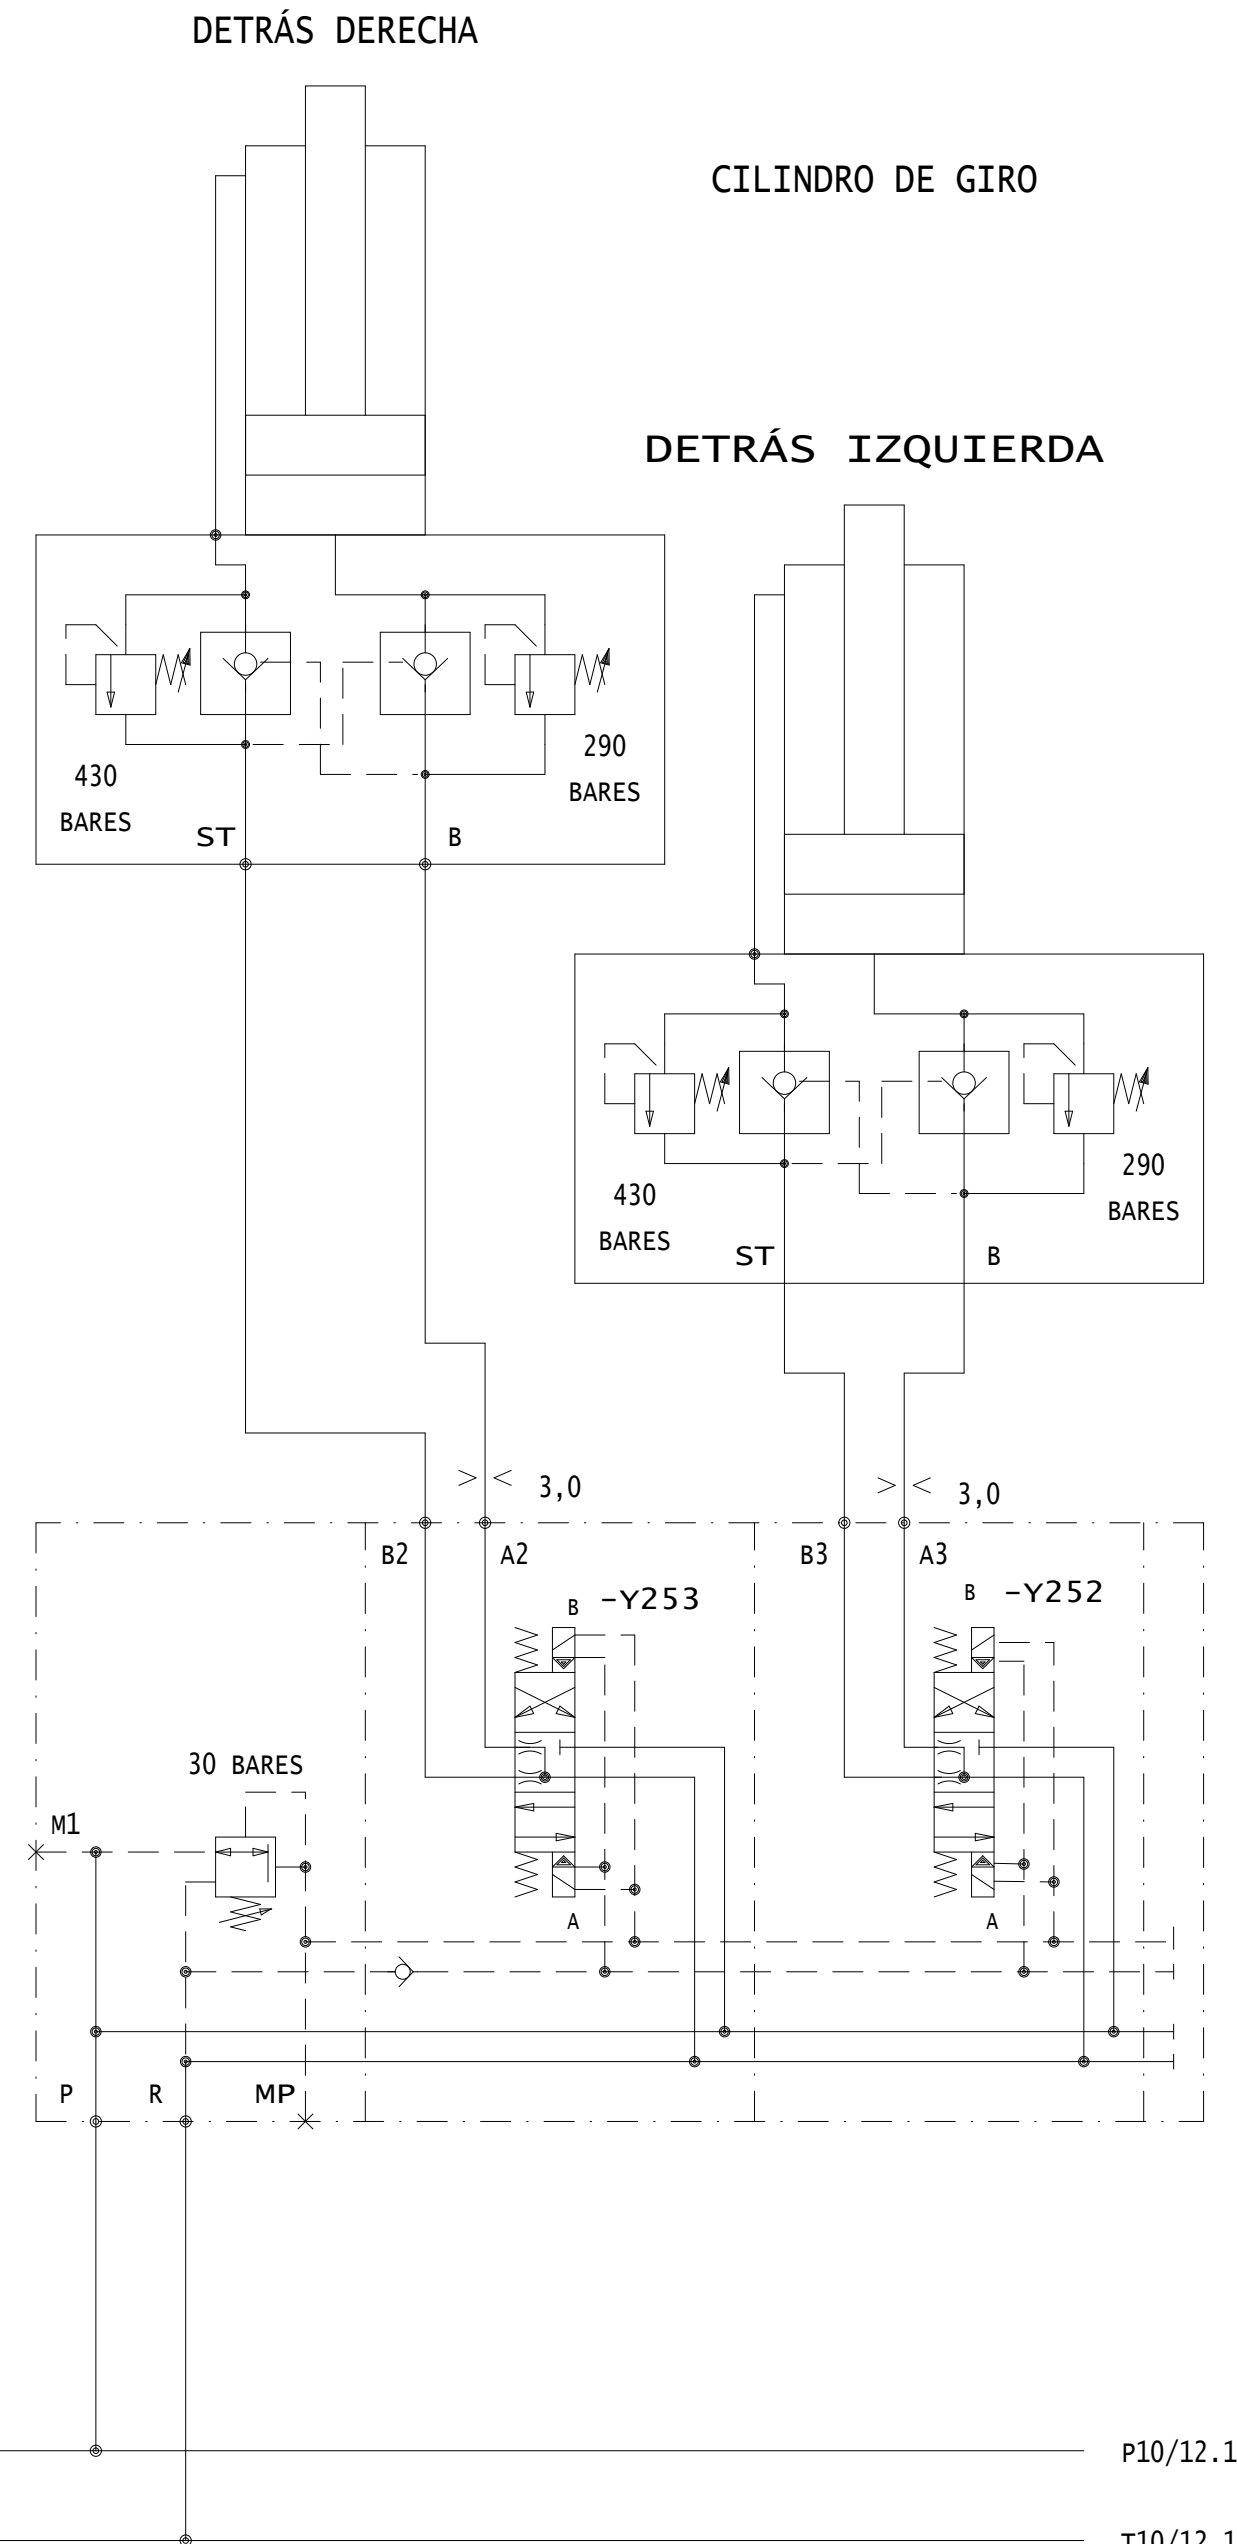 DETRÁS DERECHA
CILINDRO DE GIRO
DETRÁS IZQUIERDA
430
BARES
290
BARES
ST
B
430
BARES
290
BARES
ST
B
3,0
3,0
B2
A2
B3
A3
B
-Y253
B
-Y252
30 BARES
M1
A
A
P
R
MP
P10/12.1
T10/12.1